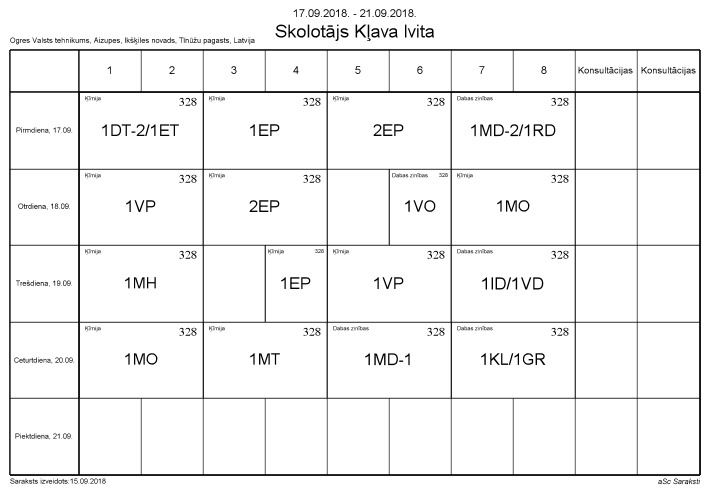 17.09.2018. - 21.09.2018.
Skolotājs Kļava Ivita
Ogres Valsts tehnikums, Aizupes, Ikšķiles novads, Tīnūžu pagasts, Latvija
1 2 3 4 5 6 7 8 Konsultācijas Konsultācijas
Pirmdiena, 17.09.
Ķīmija 328 Ķīmija 328 Ķīmija 328 Dabas zinības 328
1DT-2/1ET 1EP 2EP 1MD-2/1RD
Otrdiena, 18.09.
Ķīmija 328 Ķīmija 328 Dabas zinības 328 Ķīmija 328
1VP 2EP 1VO 1MO
Trešdiena, 19.09.
Ķīmija 328 Ķīmija 328 Ķīmija 328 Dabas zinības 328
1MH 1EP 1VP 1ID/1VD
Ceturtdiena, 20.09.
Ķīmija 328 Ķīmija 328 Dabas zinības 328 Dabas zinības 328
1MO 1MT 1MD-1 1KL/1GR
Piektdiena, 21.09.
Saraksts izveidots:15.09.2018
aSc Saraksti